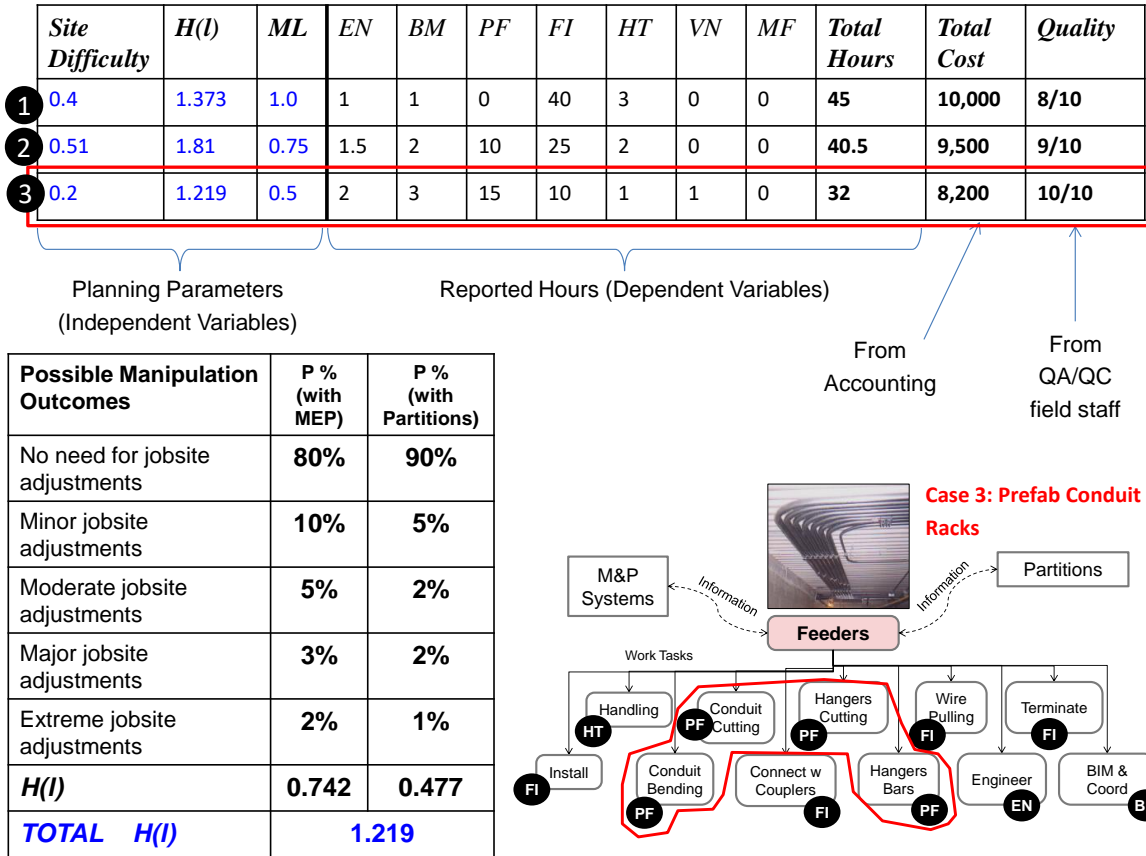 Site Difficulty H(l) ML EN BM PF FI HT VN MF Total Hours Total Cost Quality
1 0.4 1.373 1.0 1 1 0 40 3 0 0 45 10,000 8/10
2 0.51 1.81 0.75 1.5 2 10 25 2 0 0 40.5 9,500 9/10
3 0.2 1.219 0.5 2 3 15 10 1 1 0 32 8,200 10/10
Planning Parameters
(Independent Variables)
Reported Hours (Dependent Variables)
From
Accounting
From
QA/QC
field staff
Possible Manipulation Outcomes P % (with MEP) P % (with Partitions)
No need for jobsite adjustments 80% 90%
Minor jobsite adjustments 10% 5%
Moderate jobsite adjustments 5% 2%
Major jobsite adjustments 3% 2%
Extreme jobsite adjustments 2% 1%
H(l) 0.742 0.477
TOTAL H(l) 1.219
Case 3: Prefab Conduit
Racks
M&P
Systems
Information
Information
Partitions
Feeders
Work Tasks
Handling
HT
Conduit
Cutting
PF
Hangers
Cutting
PF
Wire
Pulling
FI
Terminate
FI
Install
FI
Conduit
Bending
PF
Connect w
Couplers
FI
Hangers
Bars
PF
Engineer
EN
BIM &
Coord